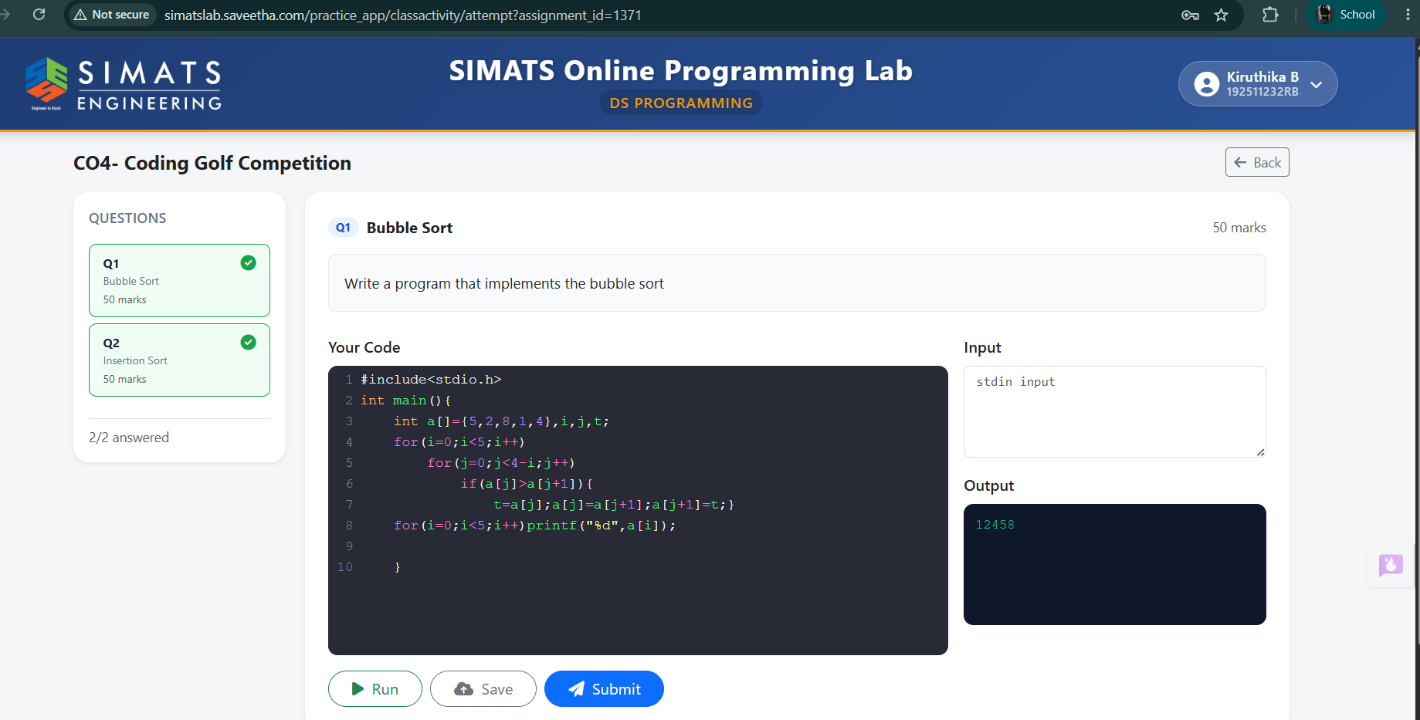 Not secure
simatslab.saveetha.com/practice_app/classactivity/attempt?assignment_id=1371
School
SIMATS
ENGINEERING
Engineer to Excel
SIMATS Online Programming Lab
DS PROGRAMMING
Kiruthika B
192511232RB
CO4- Coding Golf Competition
Back
QUESTIONS
Q1
Bubble Sort
50 marks
Q2
Insertion Sort
50 marks
2/2 answered
Q1 Bubble Sort
50 marks
Write a program that implements the bubble sort
Your Code
1 #include<stdio.h>
2 int main(){
3     int a[]={5,2,8,1,4},i,j,t;
4     for(i=0;i<5;i++)
5         for(j=0;j<4-i;j++)
6             if(a[j]>a[j+1]){
7                 t=a[j];a[j]=a[j+1];a[j+1]=t;}
8     for(i=0;i<5;i++)printf("%d",a[i]);
9
10     }
Input
stdin input
Output
12458
Run
Save
Submit